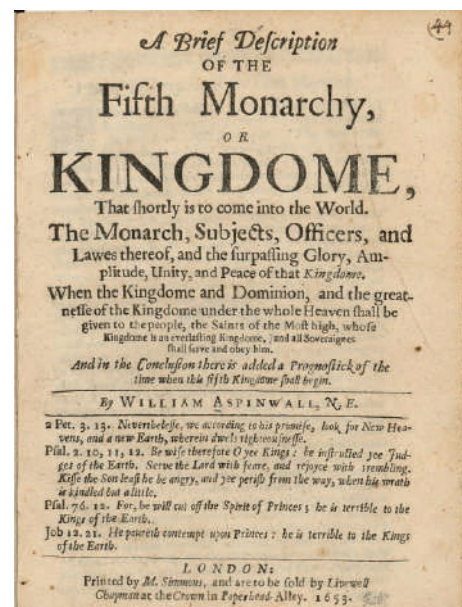 (44
A Brief Description
OF THE
Fifth Monarchy,
OR
KINGDOME,
That shortly is to come into the World.
The Monarch, Subjects, Officers, and
Lawes thereof, and the surpassing Glory, Am-
plitude, Unity, and Peace of that Kingdome.
When the Kingdome and Dominion, and the great-
nesse of the Kingdome under the whole Heaven shall be
given to the people, the Saints of the Most high, whose
Kingdome is an everlasting Kingdome, and all Soveraignes
shall serve and obey him.
And in the Conclusion there is added a Prognostick of the
time when this fifth Kingdome shall begin.
By WILLIAM ASPINWALL, N. E.
2 Pet. 3. 13. Neverthelesse, we according to his promise, look for New Hea-
vens, and a new Earth, wherein dwels righteousnesse.
Psal. 2. 10, 11, 12. Be wise therefore O yee Kings: be instructed yee Jud-
ges of the Earth. Serve the Lord with feare, and rejoyce with trembling.
Kisse the Son least he be angry, and yee perish from the way, when his wrath
is kindled but a little.
Psal. 76. 12. For, he will cut off the Spirit of Princes; he is terrible to the
Kings of the Earth.
Job 12. 21. He poureth contempt upon Princes: he is terrible to the Kings
of the Earth.
LONDON:
Printed by M. Simmons, and are to be sold by Livewell
Chapman at the Crown in Popes head-Alley. 1653.